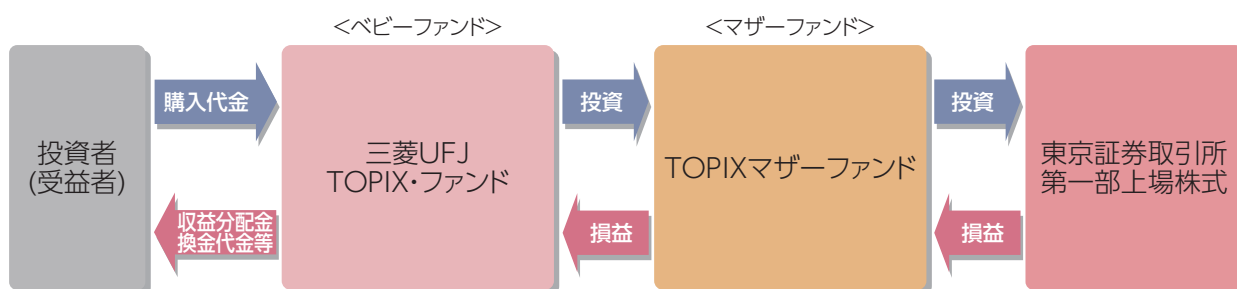 <ベビーファンド>
<マザーファンド>
投資者
(受益者)
購入代金
収益分配金
換金代金等
三菱UFJ
TOPIX・ファンド
投資
損益
TOPIXマザーファンド
投資
損益
東京証券取引所
第一部上場株式